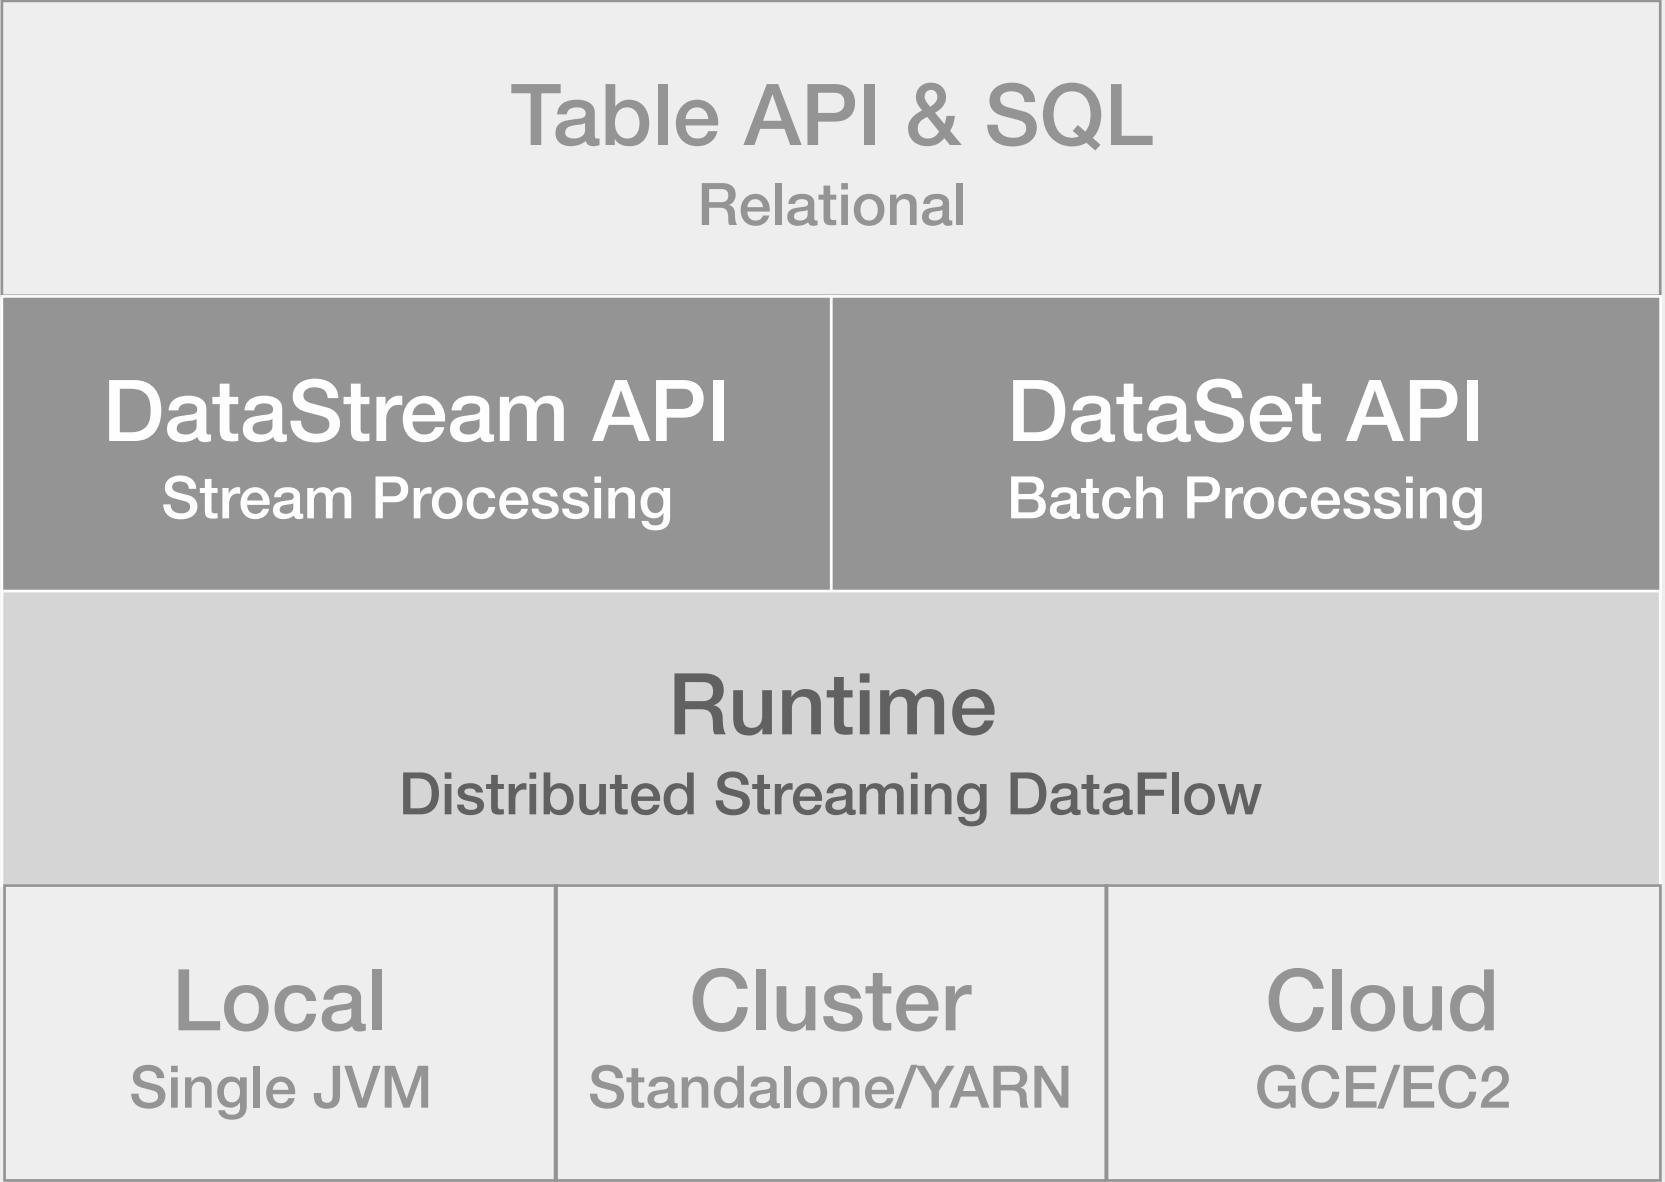 Table API & SQL
Relational
DataStream API
Stream Processing
DataSet API
Batch Processing
Runtime
Distributed Streaming DataFlow
Local
Single JVM
Cluster
Standalone/YARN
Cloud
GCE/EC2